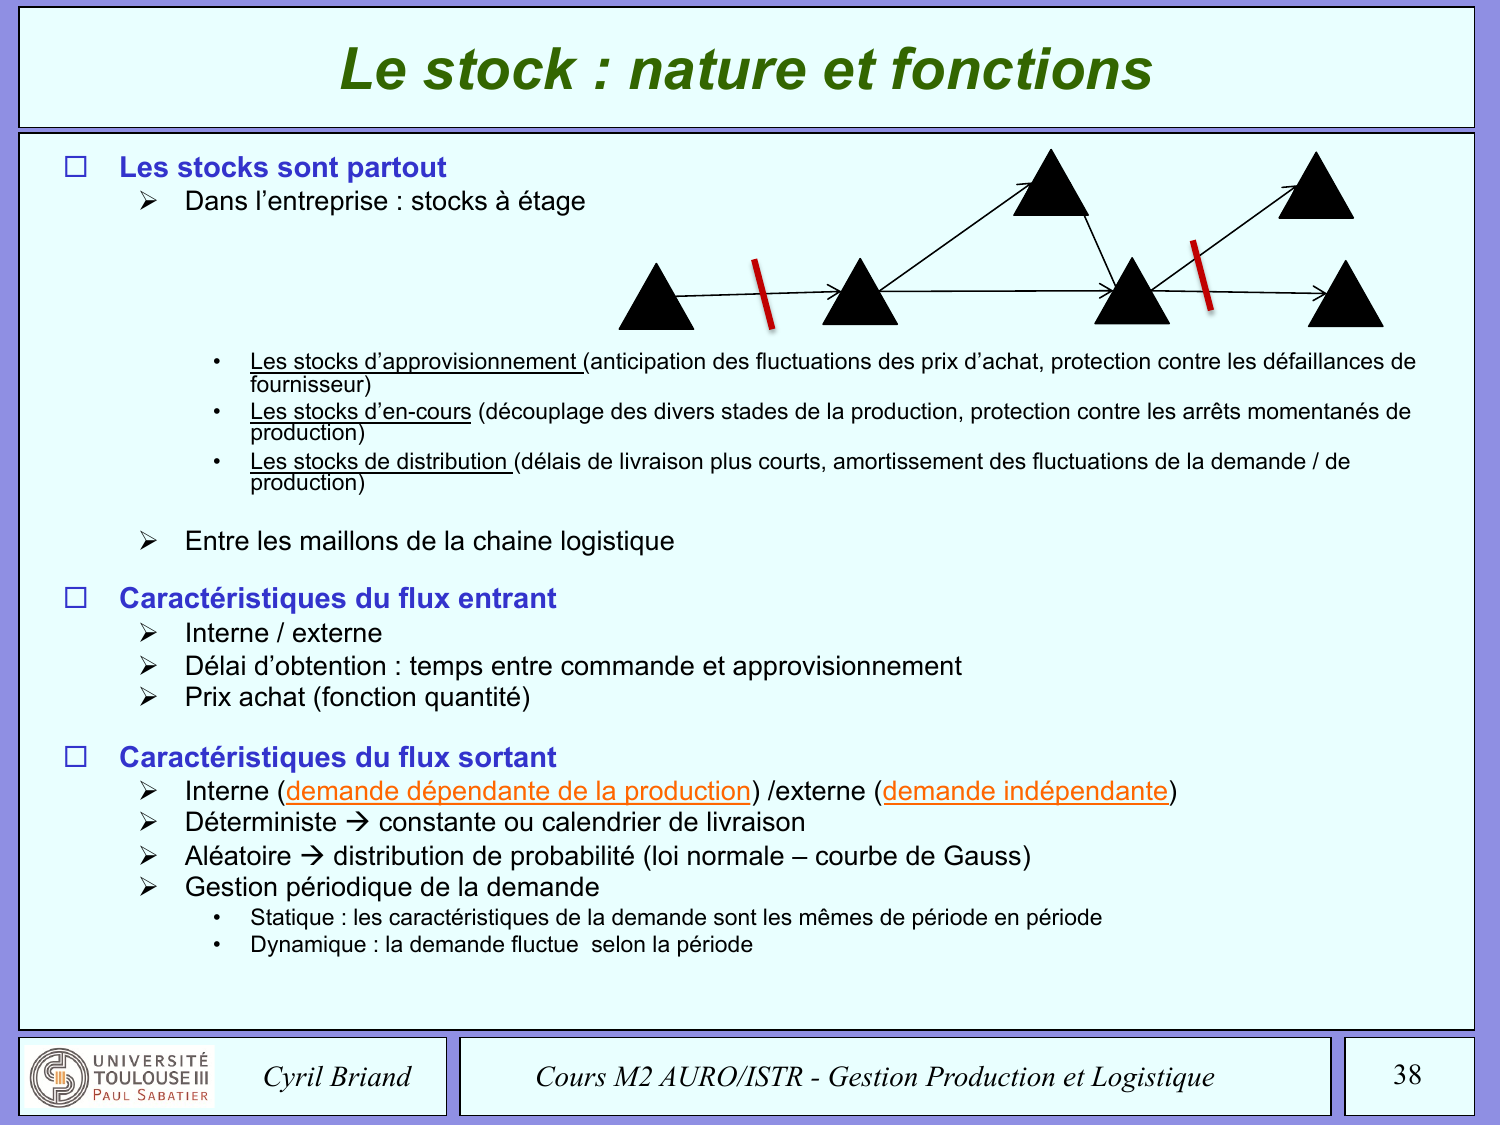 Le stock : nature et fonctions
Les stocks sont partout
Dans l’entreprise : stocks à étage
• Les stocks d’approvisionnement (anticipation des fluctuations des prix d’achat, protection contre les défaillances de
fournisseur)
• Les stocks d’en-cours (découplage des divers stades de la production, protection contre les arrêts momentanés de
production)
• Les stocks de distribution (délais de livraison plus courts, amortissement des fluctuations de la demande / de
production)
Entre les maillons de la chaine logistique
Caractéristiques du flux entrant
Interne / externe
Délai d’obtention : temps entre commande et approvisionnement
Prix achat (fonction quantité)
Caractéristiques du flux sortant
Interne (demande dépendante de la production) /externe (demande indépendante)
Déterministe → constante ou calendrier de livraison
Aléatoire → distribution de probabilité (loi normale – courbe de Gauss)
Gestion périodique de la demande
• Statique : les caractéristiques de la demande sont les mêmes de période en période
• Dynamique : la demande fluctue selon la période
UNIVERSITÉ
TOULOUSE III
PAUL SABATIER
Cyril Briand
Cours M2 AURO/ISTR - Gestion Production et Logistique
38